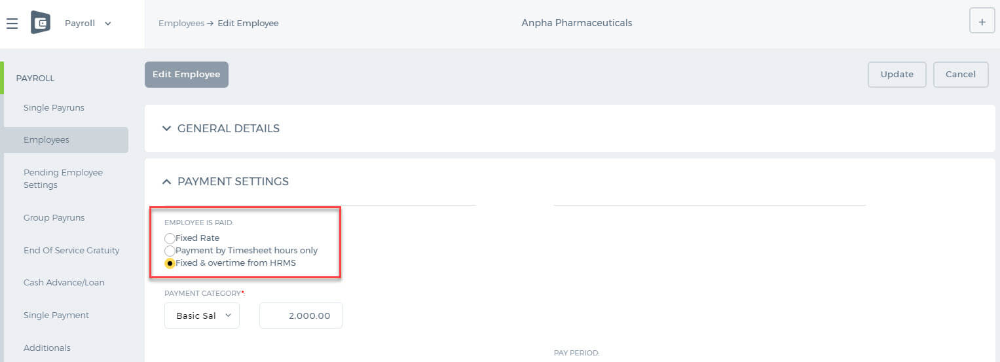 Payroll
Employees → Edit Employee
Anpha Pharmaceuticals
+
PAYROLL
Single Payruns
Employees
Pending Employee
Settings
Group Payruns
End Of Service Gratuity
Cash Advance/Loan
Single Payment
Additionals
Edit Employee
Update
Cancel
GENERAL DETAILS
PAYMENT SETTINGS
EMPLOYEE IS PAID:
Fixed Rate
Payment by Timesheet hours only
Fixed & overtime from HRMS
PAYMENT CATEGORY*:
Basic Sal
2,000.00
PAY PERIOD: